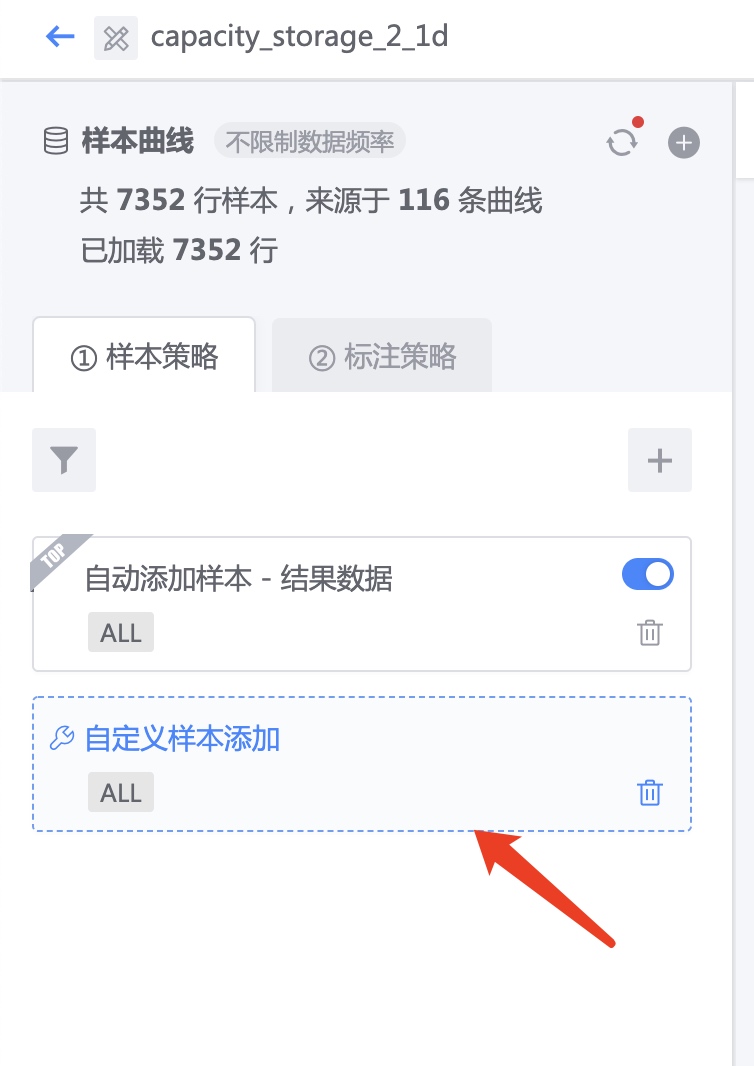 capacity_storage_2_1d
样本曲线 不限制数据频率
共 7352 行样本，来源于 116 条曲线
已加载 7352 行
① 样本策略 ② 标注策略
TOP
自动添加样本 - 结果数据
ALL
自定义样本添加
ALL